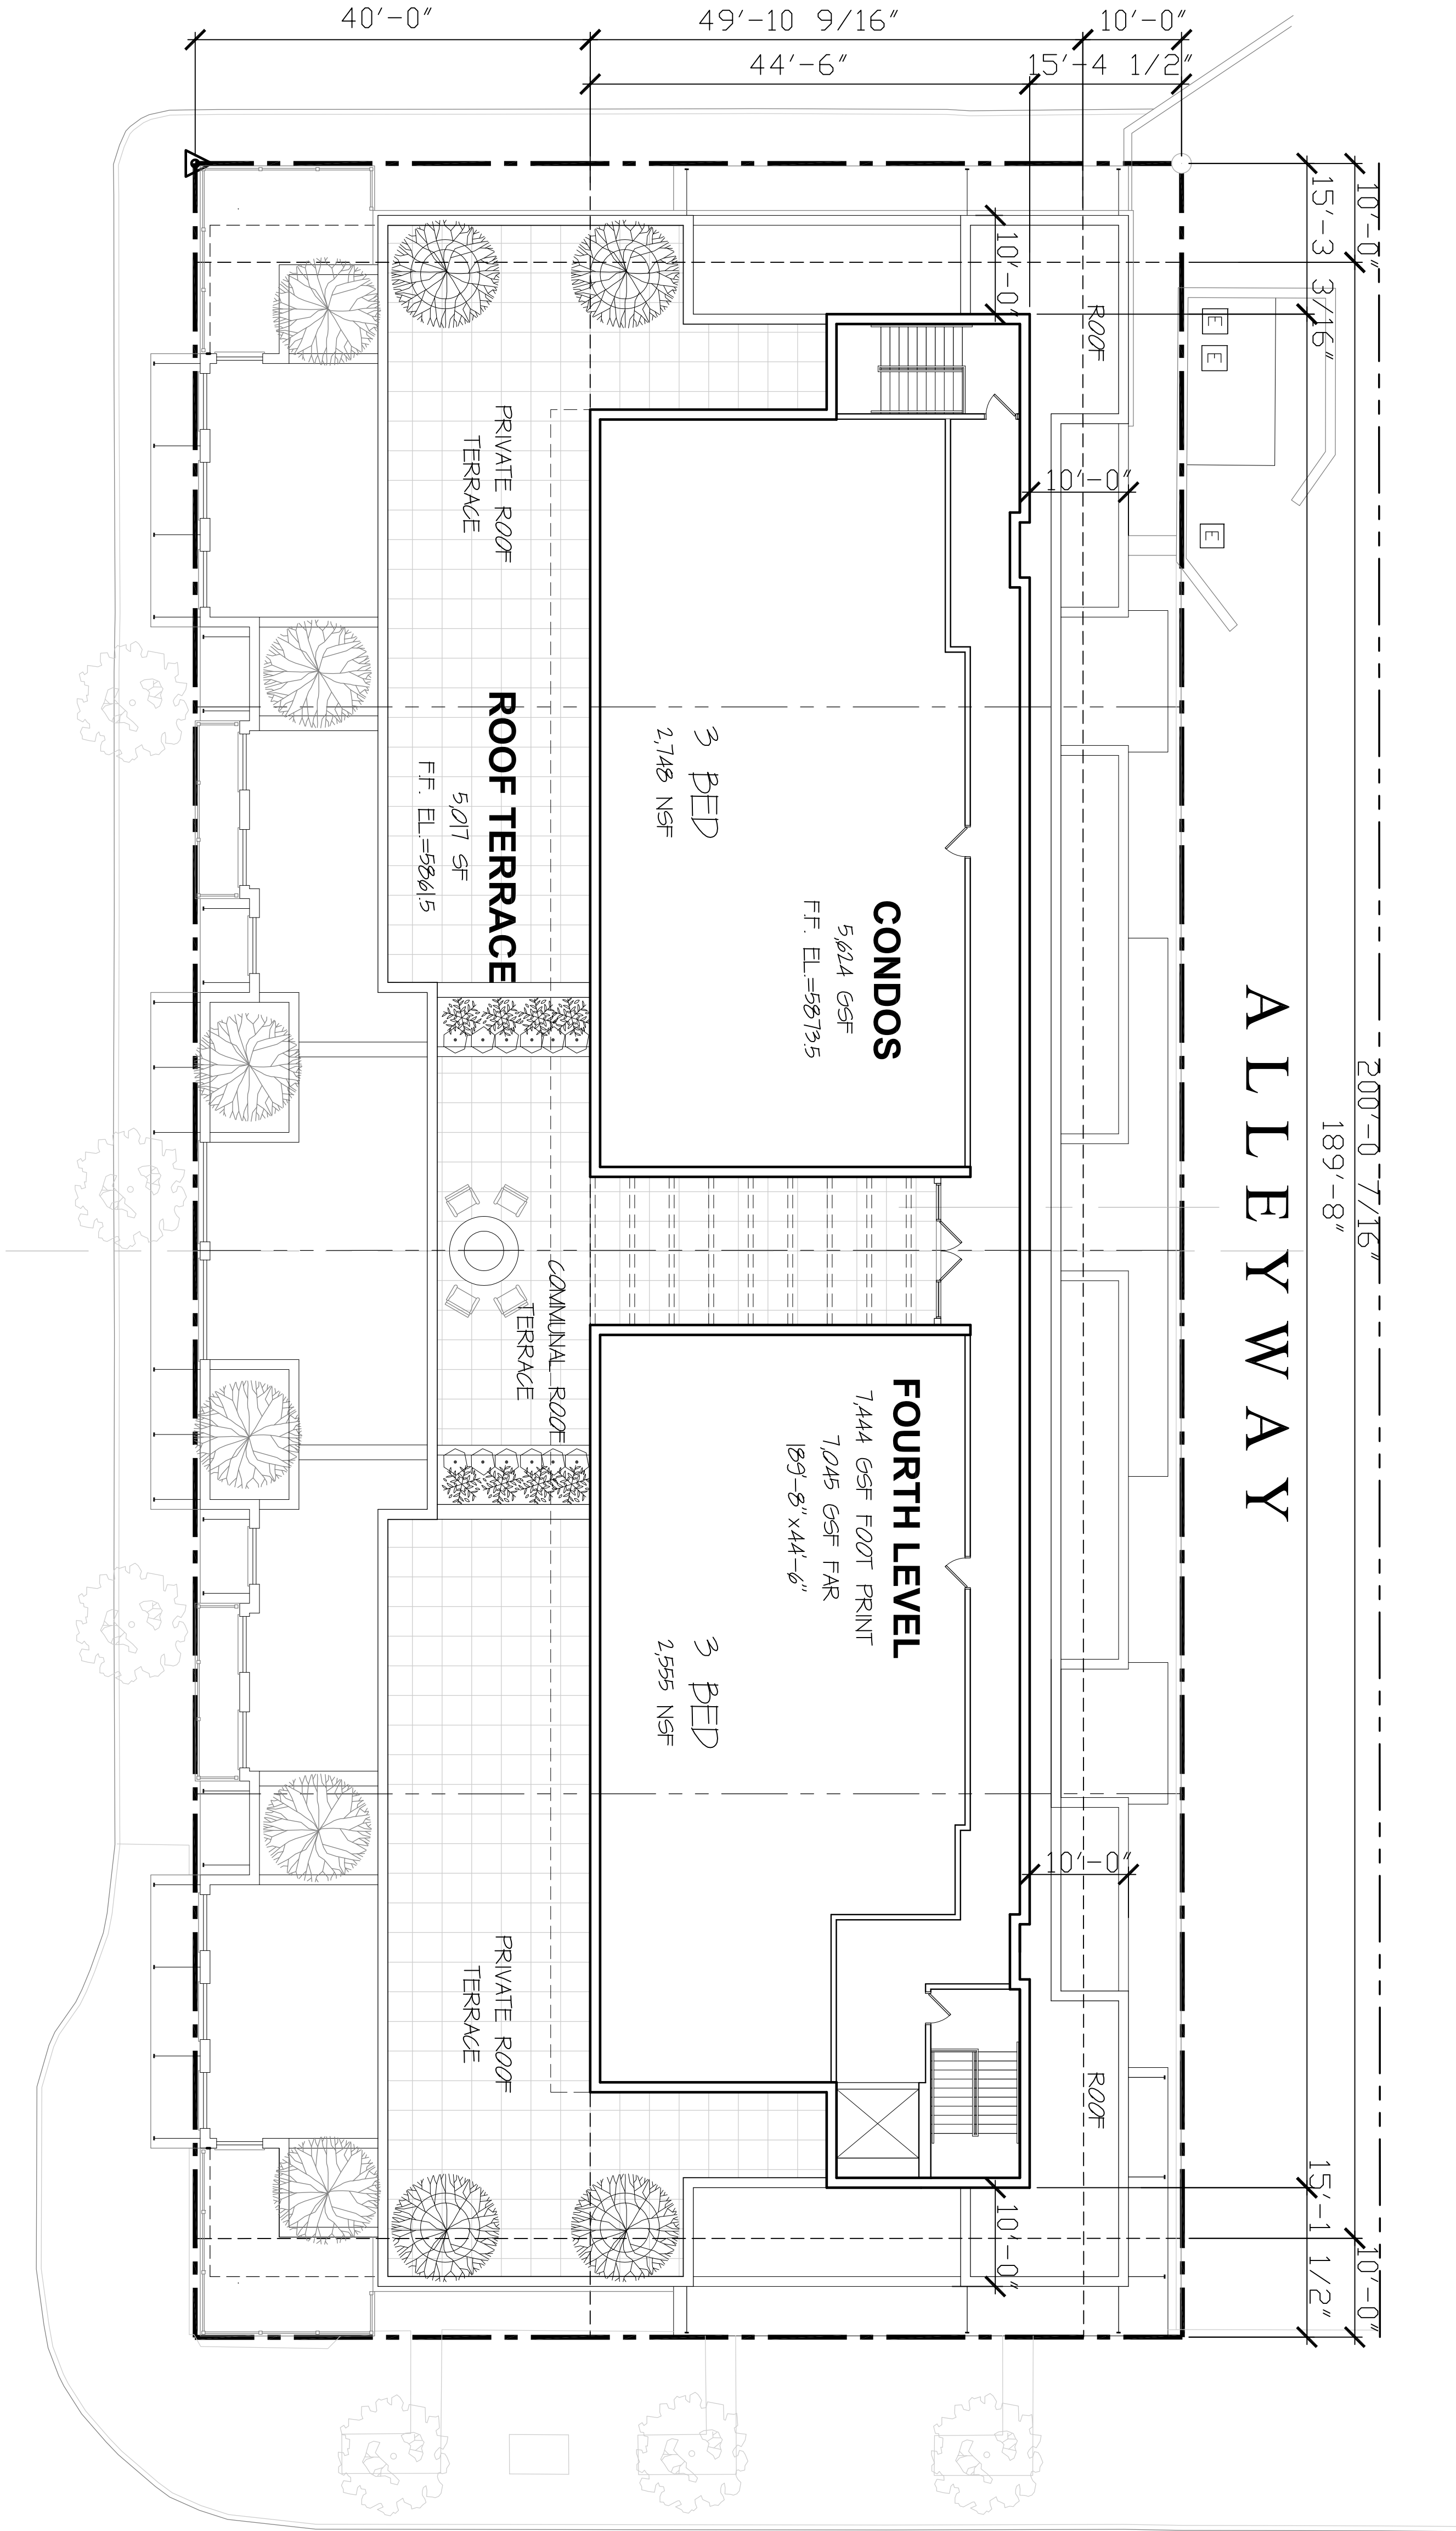 40'-0"
49'-10 9/16"
10'-0"
44'-6"
15'-4 1/2"
10'-0"
15'-3 3/16"
200'-0 7/16"
189'-8"
10'-0"
15'-1 1/2"
ALLEYWAY
E
E
E
ROOF
ROOF
10'-0"
10'-0"
10'-0"
10'-0"
CONDOS
5,624 GSF
F.F. EL.=5873.5
FOURTH LEVEL
7,444 GSF FOOT PRINT
7,045 GSF FAR
189'-8"x44'-6"
3 BED
2,748 NSF
3 BED
2,555 NSF
PRIVATE ROOF
TERRACE
ROOF TERRACE
5,017 SF
F.F. EL.=5861.5
COMMUNAL ROOF
TERRACE
PRIVATE ROOF
TERRACE